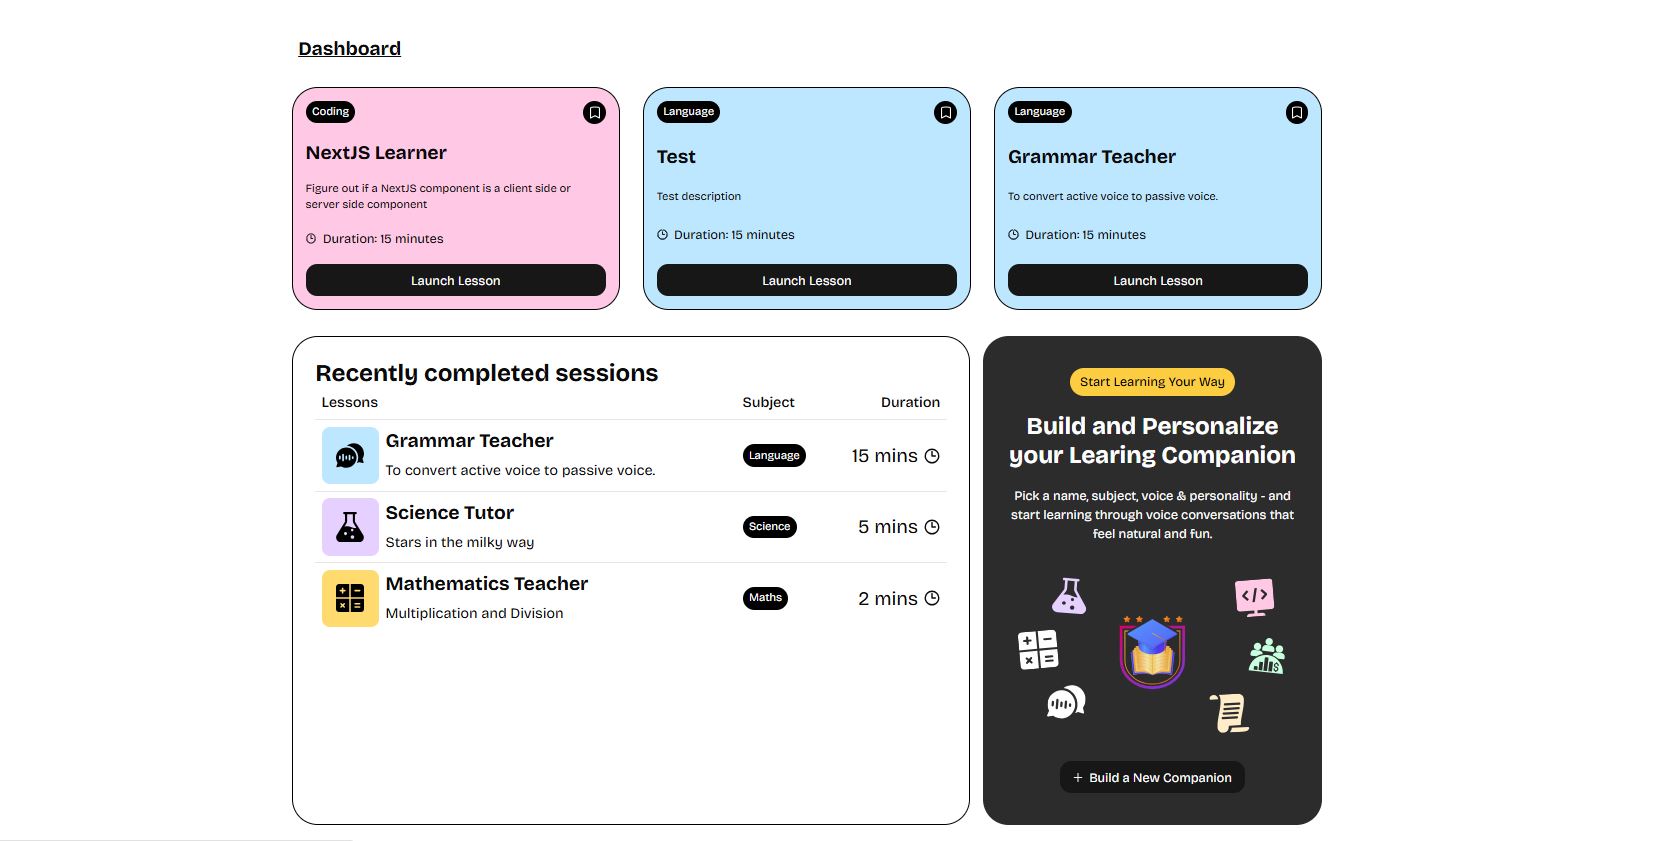 Dashboard
Coding
NextJS Learner
Figure out if a NextJS component is a client side or
server side component
Duration: 15 minutes
Launch Lesson
Language
Test
Test description
Duration: 15 minutes
Launch Lesson
Language
Grammar Teacher
To convert active voice to passive voice.
Duration: 15 minutes
Launch Lesson
Recently completed sessions
Lessons Subject Duration
Grammar Teacher
To convert active voice to passive voice.
Language
15 mins
Science Tutor
Stars in the milky way
Science
5 mins
Mathematics Teacher
Multiplication and Division
Maths
2 mins
Start Learning Your Way
Build and Personalize
your Learing Companion
Pick a name, subject, voice & personality - and
start learning through voice conversations that
feel natural and fun.
+ Build a New Companion